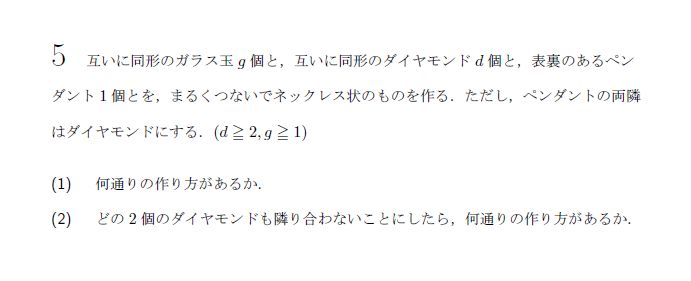 5 互いに同形のガラス玉 g 個と，互いに同形のダイヤモンド d 個と，表裏のあるペン
ダント 1 個とを，まるくつないでネックレス状のものを作る．ただし，ペンダントの両隣
はダイヤモンドにする．(d ≧ 2, g ≧ 1)
(1) 何通りの作り方があるか．
(2) どの 2 個のダイヤモンドも隣り合わないことにしたら，何通りの作り方があるか．